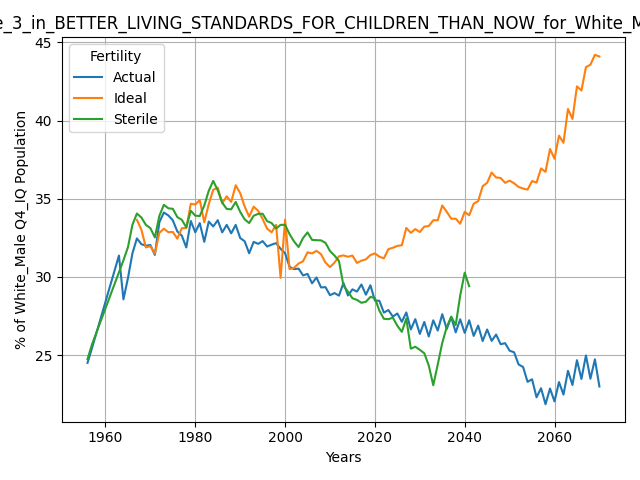 e_3_in_BETTER_LIVING_STANDARDS_FOR_CHILDREN_THAN_NOW_for_White_M
Fertility
Actual
Ideal
Sterile
% of White_Male Q4_IQ Population
45
40
35
30
25
1960 1980 2000 2020 2040 2060
Years